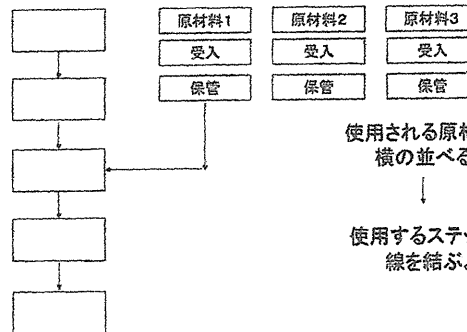 原材料1 原材料2 原材料3
受入 受入 受入
保管 保管 保管
使用される原材
横の並べる
使用するステッ
線を結ぶ。